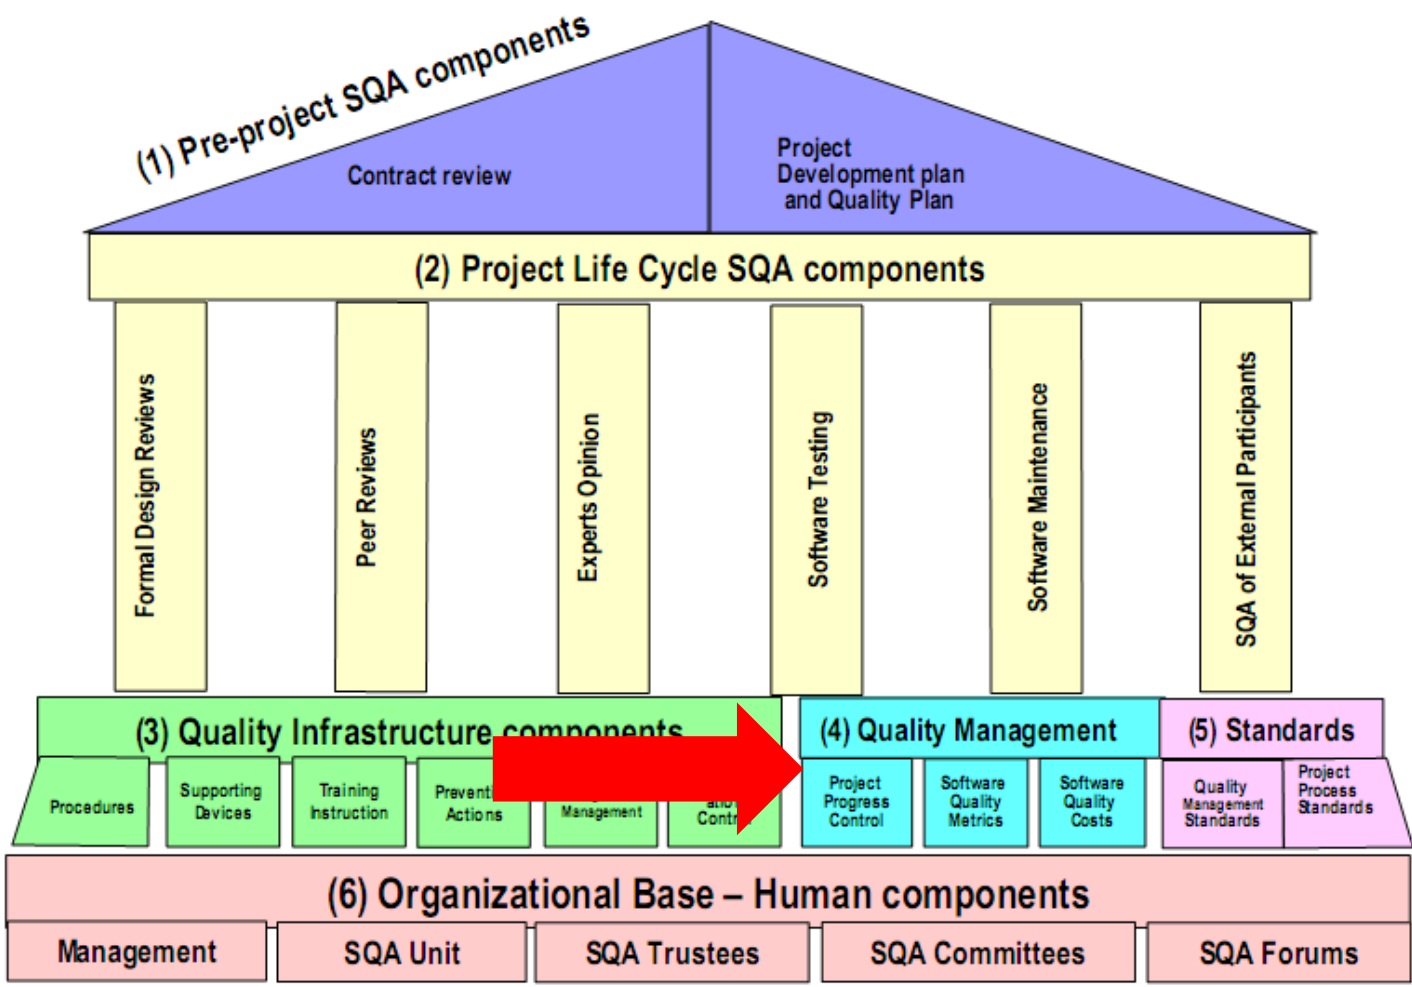 (1) Pre-project SQA components
Contract review
Project
Development plan
and Quality Plan
(2) Project Life Cycle SQA components
Formal Design Reviews
Peer Reviews
Experts Opinion
Software Testing
Software Maintenance
SQA of External Participants
(3) Quality Infrastructure components
(4) Quality Management
(5) Standards
Procedures
Supporting
Devices
Training
Instruction
Actions
Management
Project
Progress
Control
Software
Quality
Metrics
Software
Quality
Costs
Quality
Management
Standards
Project
Process
Standards
(6) Organizational Base – Human components
Management
SQA Unit
SQA Trustees
SQA Committees
SQA Forums